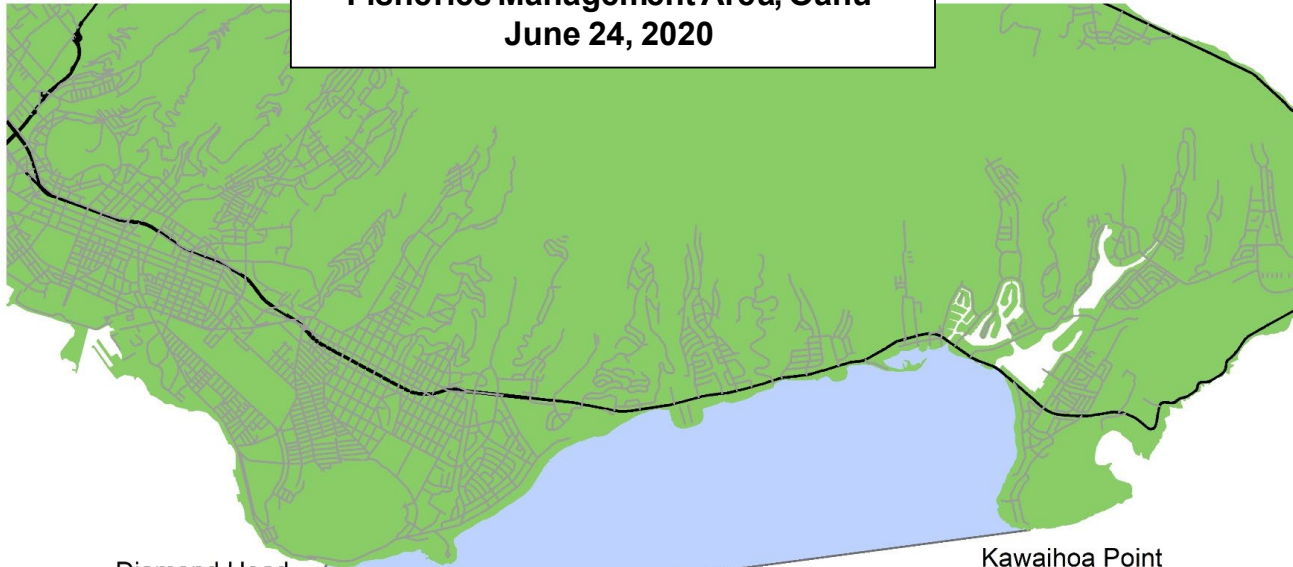 Fisheries Management Area, Oahu
June 24, 2020
Diamond Head
Kawaihoa Point